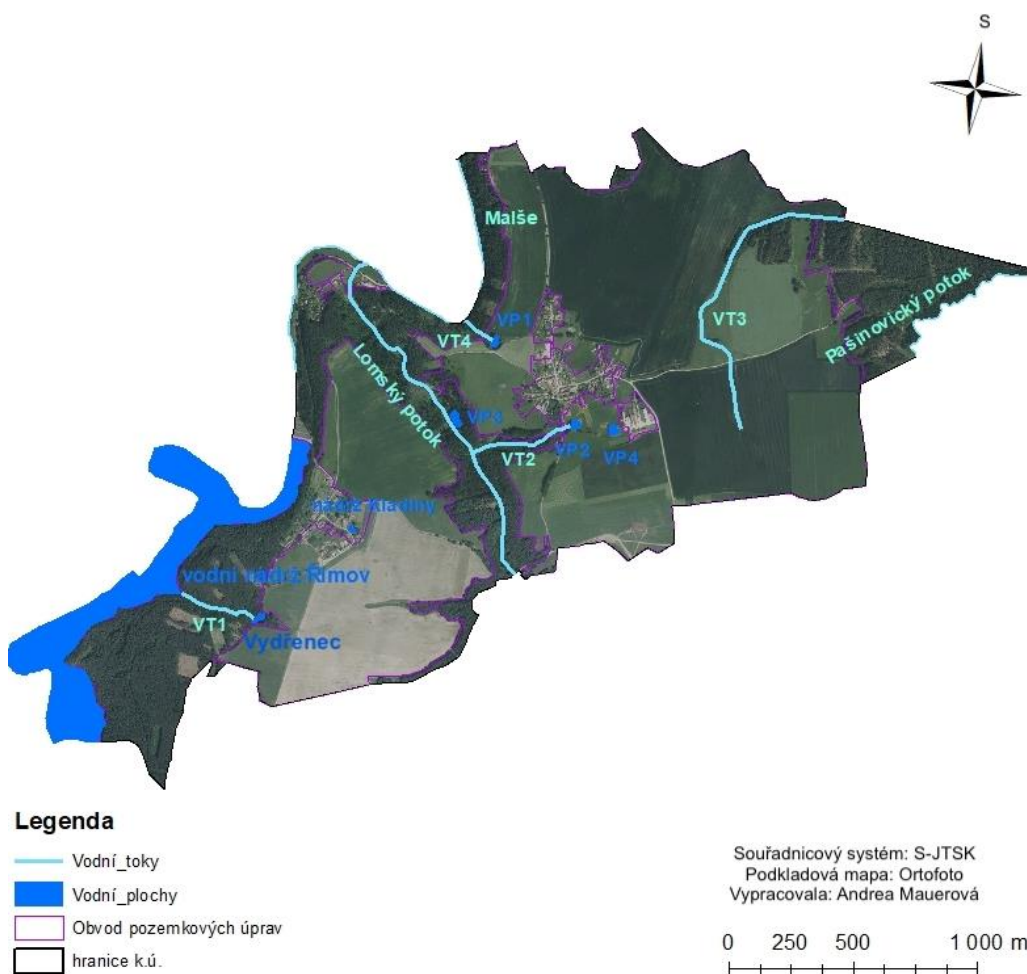 S
Malše
Pašinovický potok
VP1
VT4
VT3
Lomský potok
VP3
VP2
VP4
VT2
nádrž Kladiny
vodní nádrž Římov
VT1
Vydřenec
Legenda
Vodní_toky
Vodní_plochy
Obvod pozemkových úprav
hranice k.ú.
Souřadnicový systém: S-JTSK
Podkladová mapa: Ortofoto
Vypracovala: Andrea Mauerová
0 250 500 1 000 m